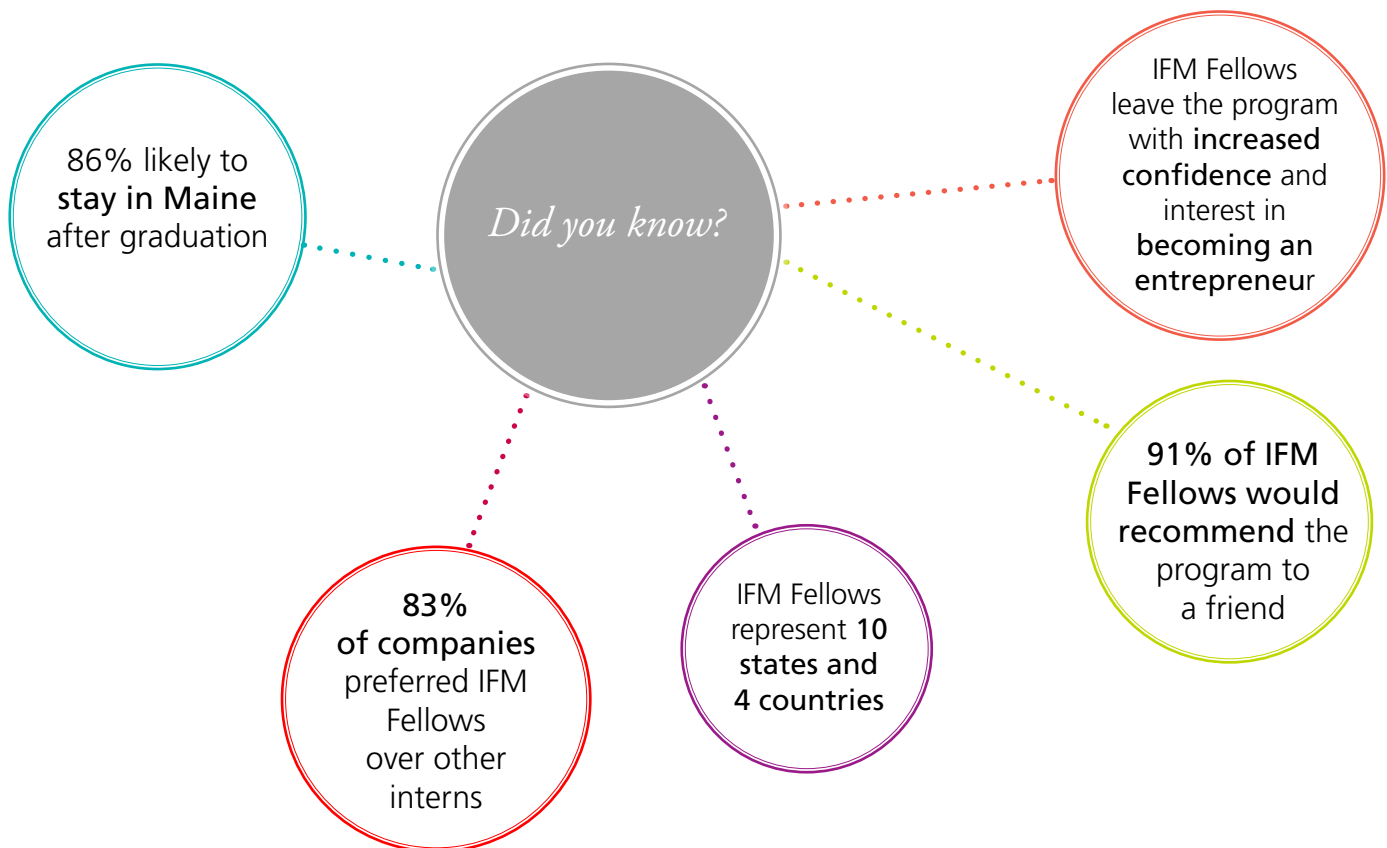 86% likely to
stay in Maine
after graduation
Did you know?
IFM Fellows
leave the program
with increased
confidence and
interest in
becoming an
entrepreneur
91% of IFM
Fellows would
recommend the
program to
a friend
IFM Fellows
represent 10
states and
4 countries
83%
of companies
preferred IFM
Fellows
over other
interns